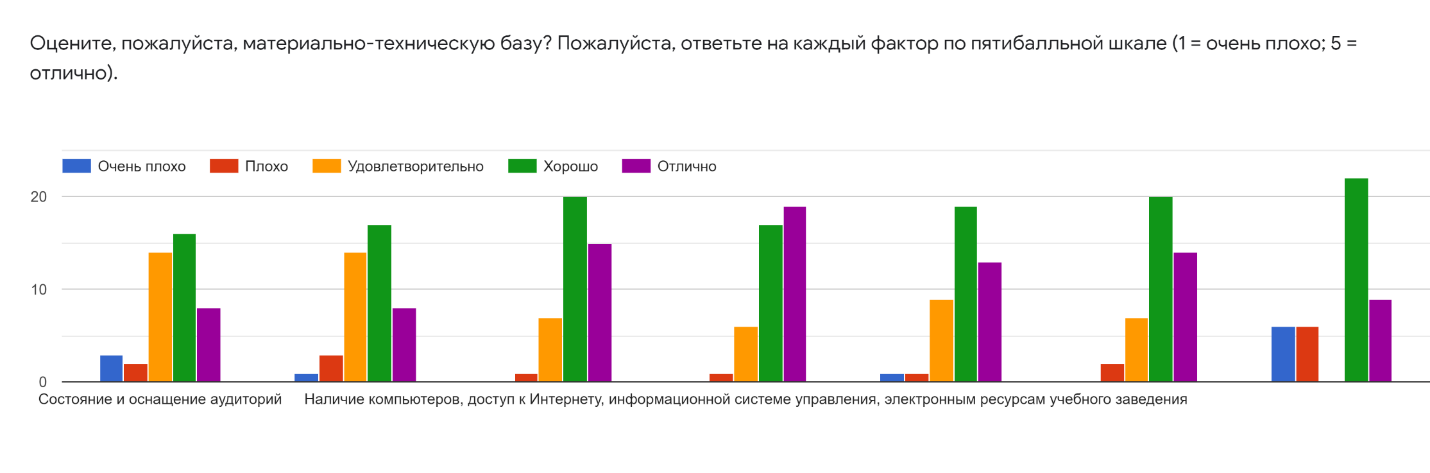 Оцените, пожалуйста, материально-техническую базу? Пожалуйста, ответьте на каждый фактор по пятибалльной шкале (1 = очень плохо; 5 =
отлично).
Очень плохо Плохо Удовлетворительно Хорошо Отлично
20
10
0
Состояние и оснащение аудиторий Наличие компьютеров, доступ к Интернету, информационной системе управления, электронным ресурсам учебного заведения